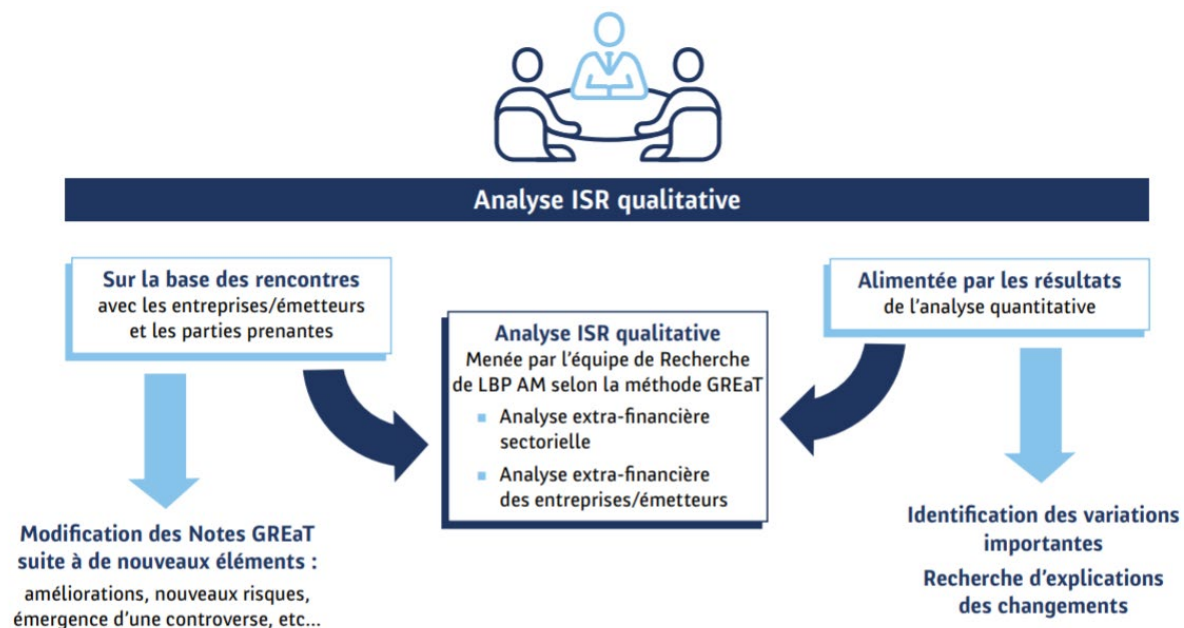 Analyse ISR qualitative
Sur la base des rencontres
avec les entreprises/émetteurs
et les parties prenantes
Modification des Notes GREaT
suite à de nouveaux éléments :
améliorations, nouveaux risques,
émergence d'une controverse, etc...
Analyse ISR qualitative
Menée par l'équipe de Recherche
de LBP AM selon la méthode GREaT
Analyse extra-financière
sectorielle
Analyse extra-financière
des entreprises/émetteurs
Alimentée par les résultats
de l'analyse quantitative
Identification des variations
importantes
Recherche d'explications
des changements